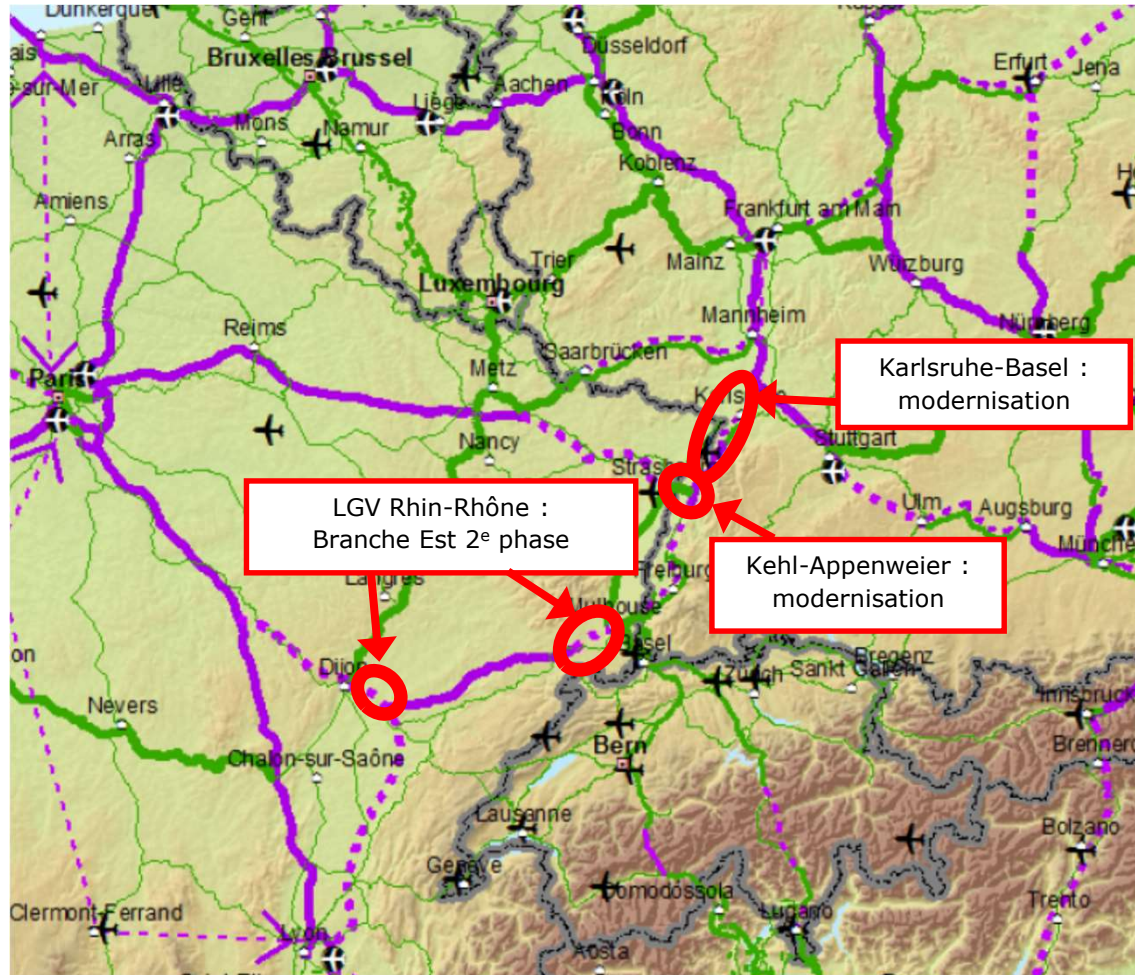 Dunkerque
Gent
Düsseldorf
Erfurt
Jena
Bruxelles/Brussel
Aachen
Lille
Köln
Liège
Arras
Mons
Namur
Bonn
Koblenz
Amiens
Frankfurt am Main
Trier
Mainz
Würzburg
Luxembourg
Mannheim
Nürnberg
Reims
Saarbrücken
Metz
Paris
Karlsruhe-Basel :
modernisation
Nancy
Stuttgart
LGV Rhin-Rhône :
Branche Est 2e phase
Ulm
Augsburg
Kehl-Appenweier :
modernisation
Langres
Freiburg
Mulhouse
Basel
Dijon
Zürich
Sankt Gallen
Bregenz
Innsbruck
Nevers
Bern
Chalon-sur-Saône
Lausanne
Bolzano
Genève
Domodossola
Trento
Clermont-Ferrand
Lugano
Lyon
Aosta